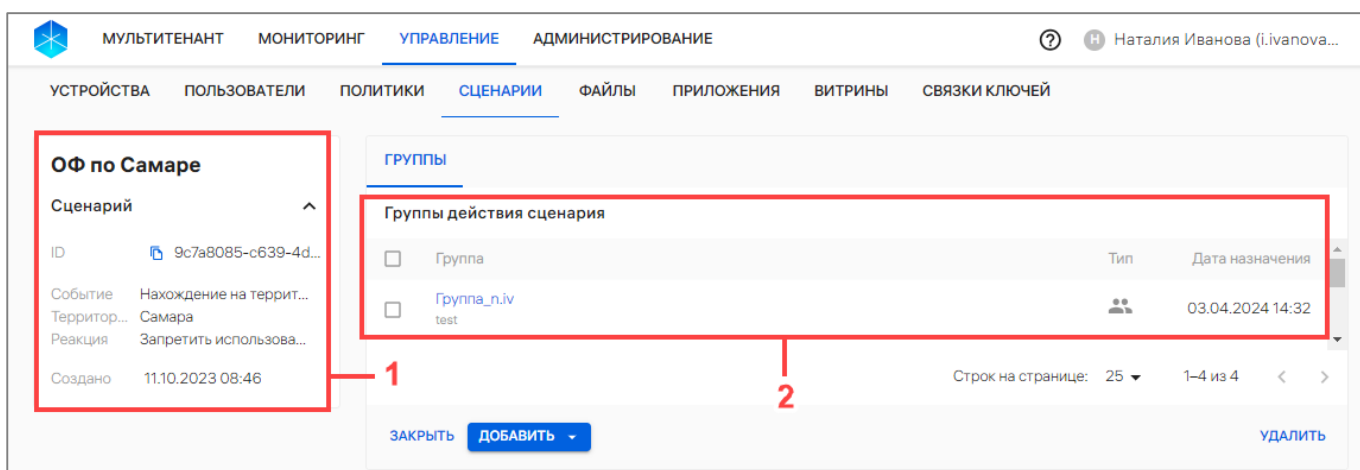 МУЛЬТИТЕНАНТ МОНИТОРИНГ УПРАВЛЕНИЕ АДМИНИСТРИРОВАНИЕ ? Н Наталия Иванова (i.ivanova...
УСТРОЙСТВА ПОЛЬЗОВАТЕЛИ ПОЛИТИКИ СЦЕНАРИИ ФАЙЛЫ ПРИЛОЖЕНИЯ ВИТРИНЫ СВЯЗКИ КЛЮЧЕЙ
ОФ по Самаре
Сценарий
ID 9c7a8085-c639-4d...
Событие Нахождение на террит...
Территор... Самара
Реакция Запретить использова...
Создано 11.10.2023 08:46
1
ГРУППЫ
Группы действия сценария
Группа Тип Дата назначения
Группа_n.iv 03.04.2024 14:32
test
2
Строк на странице: 25 1–4 из 4
ЗАКРЫТЬ ДОБАВИТЬ УДАЛИТЬ